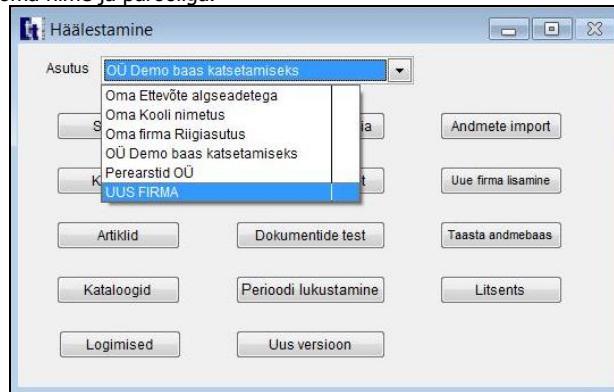 oma nime ja parooliga.
Häälestamine
Asutus OÜ Demo baas katsetamiseks
Oma Ettevõte algseadetega
Oma Kooli nimetus
Oma firma Riigiasutus
OÜ Demo baas katsetamiseks
Perearstid OÜ
UUS FIRMA
Andmete import
Uue firma lisamine
Artiklid Dokumentide test Taasta andmebaas
Kataloogid Perioodi lukustamine Litsents
Logimised Uus versioon